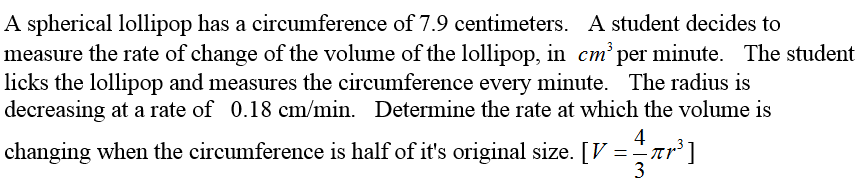 A spherical lollipop has a circumference of 7.9 centimeters. A student decides to
measure the rate of change of the volume of the lollipop, in cm³ per minute. The student
licks the lollipop and measures the circumference every minute. The radius is
decreasing at a rate of 0.18 cm/min. Determine the rate at which the volume is
changing when the circumference is half of it's original size. [V = 4/3 πr³]